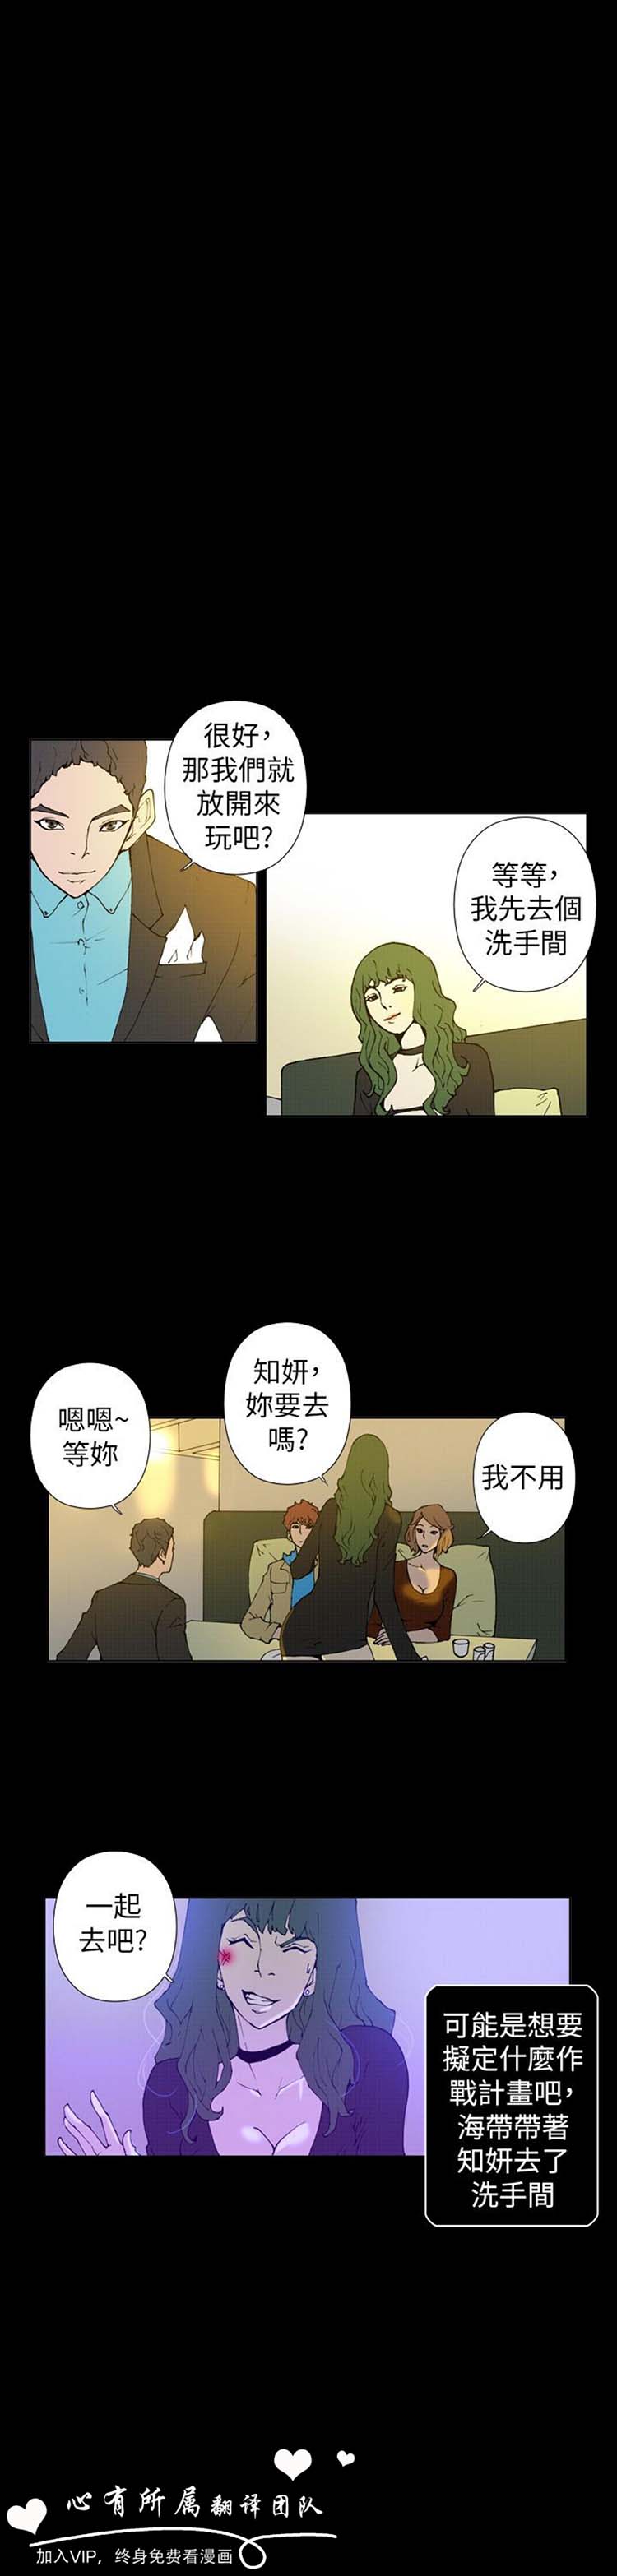 很好，
那我們就
放開來
玩吧?
等等，
我先去個
洗手間
嗯嗯~
等妳
知妍，
妳要去
嗎?
我不用
一起
去吧?
可能是想要
擬定什麼作
戰計畫吧，
海帶帶著
知妍去了
洗手間
心有所属翻译团队
加入VIP，终身免费看漫画